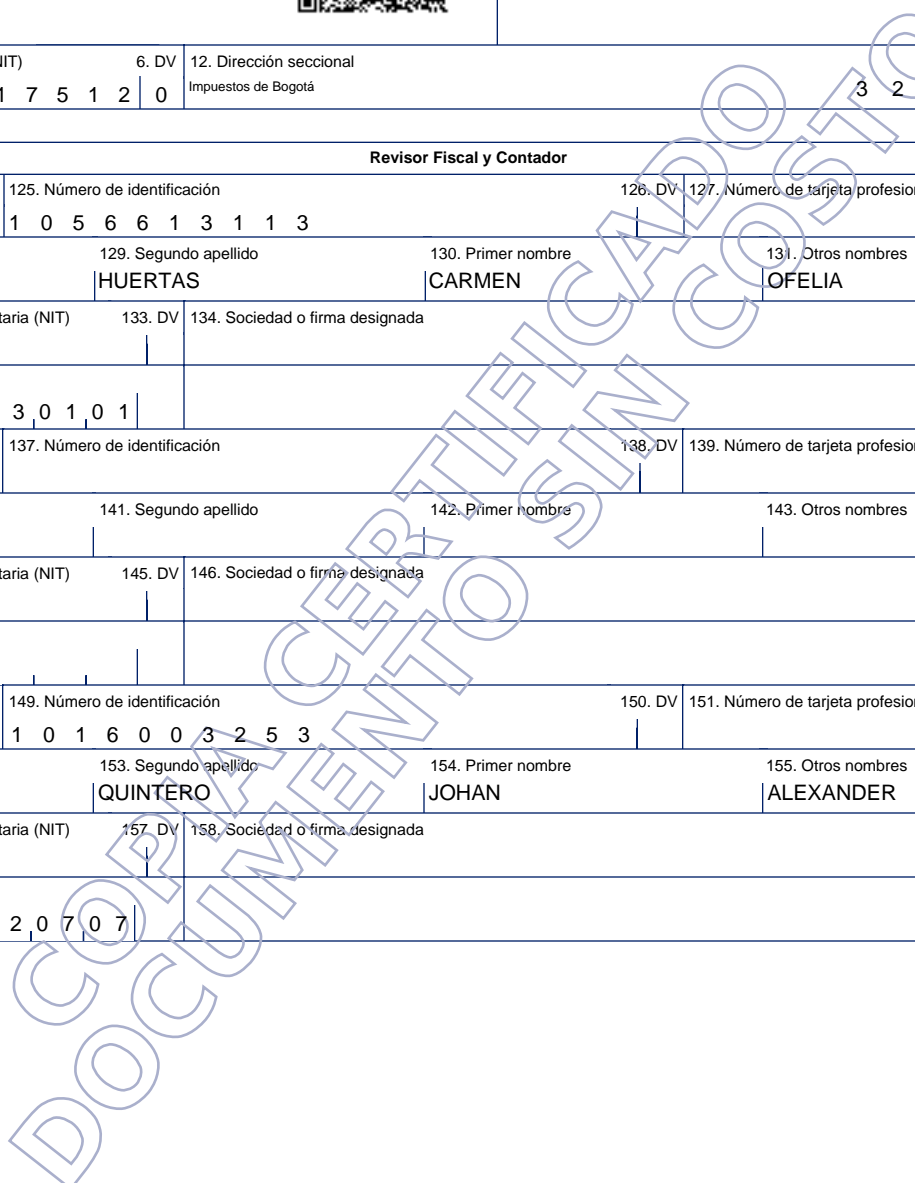 NIT) 6. DV 12. Dirección seccional
1 7 5 1 2 0 Impuestos de Bogotá 3 2
Revisor Fiscal y Contador
125. Número de identificación 126. DV 127. Número de tarjeta profesion
1 0 5 6 6 1 3 1 1 3
129. Segundo apellido 130. Primer nombre 131. Otros nombres
HUERTAS CARMEN OFELIA
taria (NIT) 133. DV 134. Sociedad o firma designada
3 0 1 0 1
137. Número de identificación 138. DV 139. Número de tarjeta profesion
141. Segundo apellido 142. Primer nombre 143. Otros nombres
taria (NIT) 145. DV 146. Sociedad o firma designada
149. Número de identificación 150. DV 151. Número de tarjeta profesion
1 0 1 6 0 0 3 2 5 3
153. Segundo apellido 154. Primer nombre 155. Otros nombres
QUINTERO JOHAN ALEXANDER
taria (NIT) 157. DV 158. Sociedad o firma designada
2 0 7 0 7
COPIA CERTIFICADO
DOCUMENTO SIN COSTO